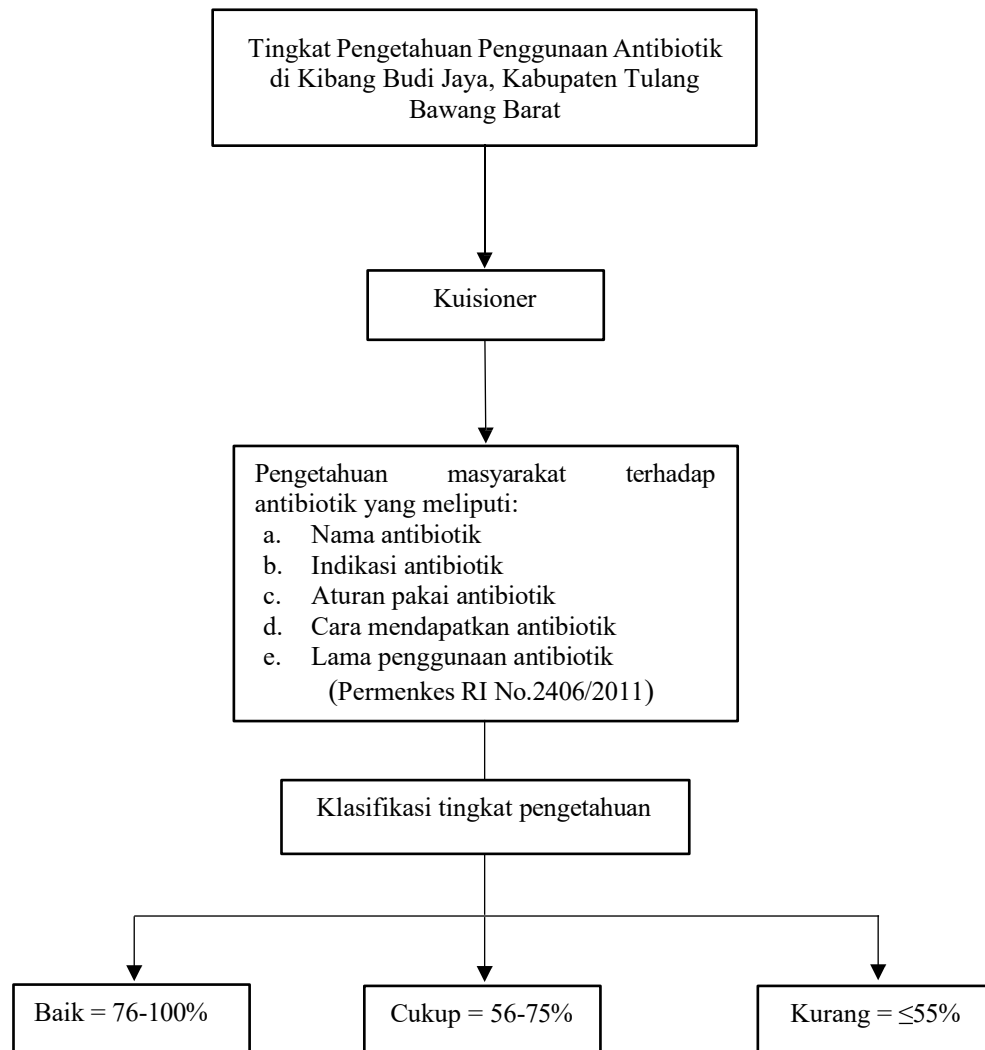 Tingkat Pengetahuan Penggunaan Antibiotik
di Kibang Budi Jaya, Kabupaten Tulang
Bawang Barat
Kuisioner
Pengetahuan masyarakat terhadap
antibiotik yang meliputi:
a. Nama antibiotik
b. Indikasi antibiotik
c. Aturan pakai antibiotik
d. Cara mendapatkan antibiotik
e. Lama penggunaan antibiotik
(Permenkes RI No.2406/2011)
Klasifikasi tingkat pengetahuan
Baik = 76-100%
Cukup = 56-75%
Kurang = ≤55%